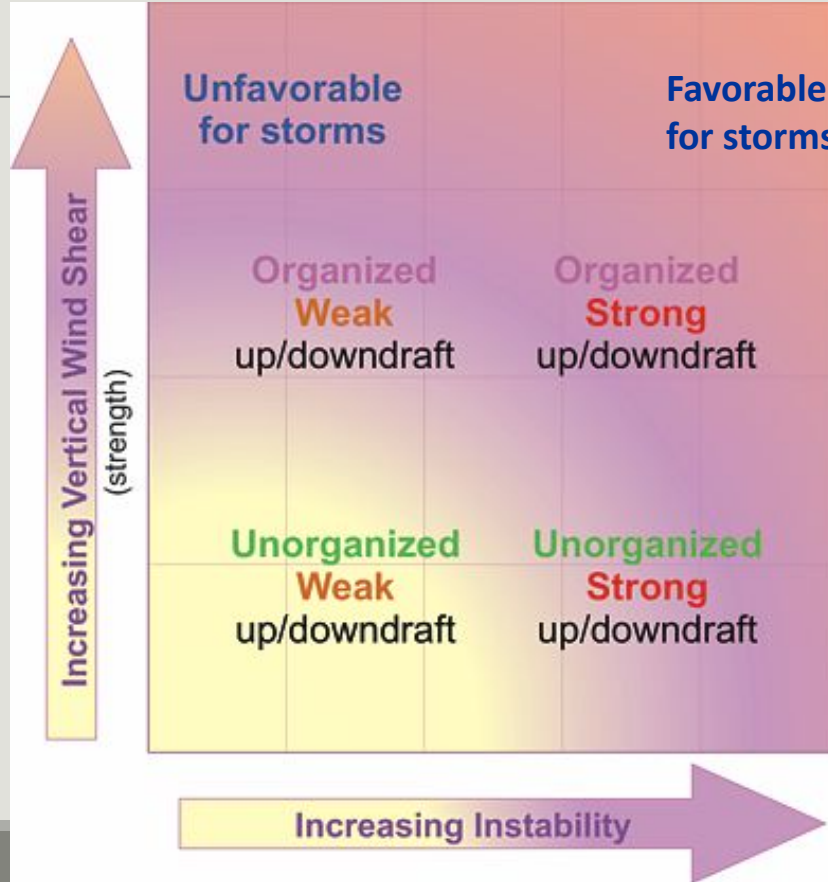 Unfavorable
for storms
Favorable
for storms
Increasing Vertical Wind Shear
(strength)
Organized
Weak
up/downdraft
Organized
Strong
up/downdraft
Unorganized
Weak
up/downdraft
Unorganized
Strong
up/downdraft
Increasing Instability